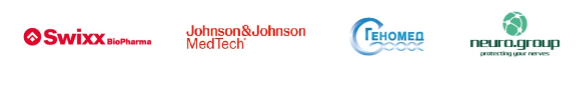 Swixx BioPharma
Johnson&Johnson
MedTech
ГЕНОМЕД
neuro.group
protecting your nerves